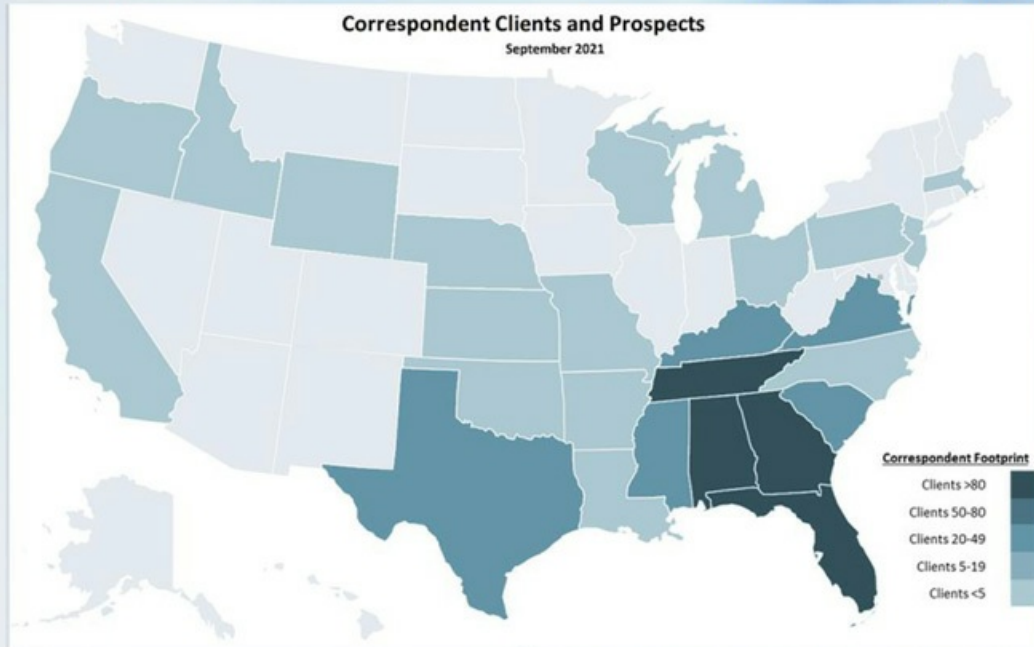 Correspondent Clients and Prospects
September 2021
Correspondent Footprint
Clients >80
Clients 50-80
Clients 20-49
Clients 5-19
Clients <5